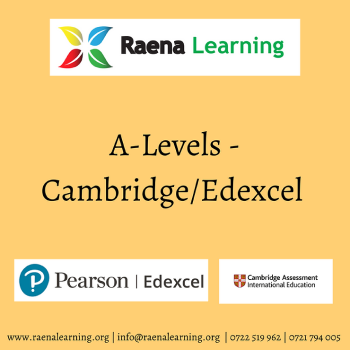 Raena Learning
A-Levels -
Cambridge/Edexcel
Pearson | Edexcel
Cambridge Assessment
International Education
www.raenalearning.org | info@raenalearning.org | 0722 519 962 | 0721 794 005